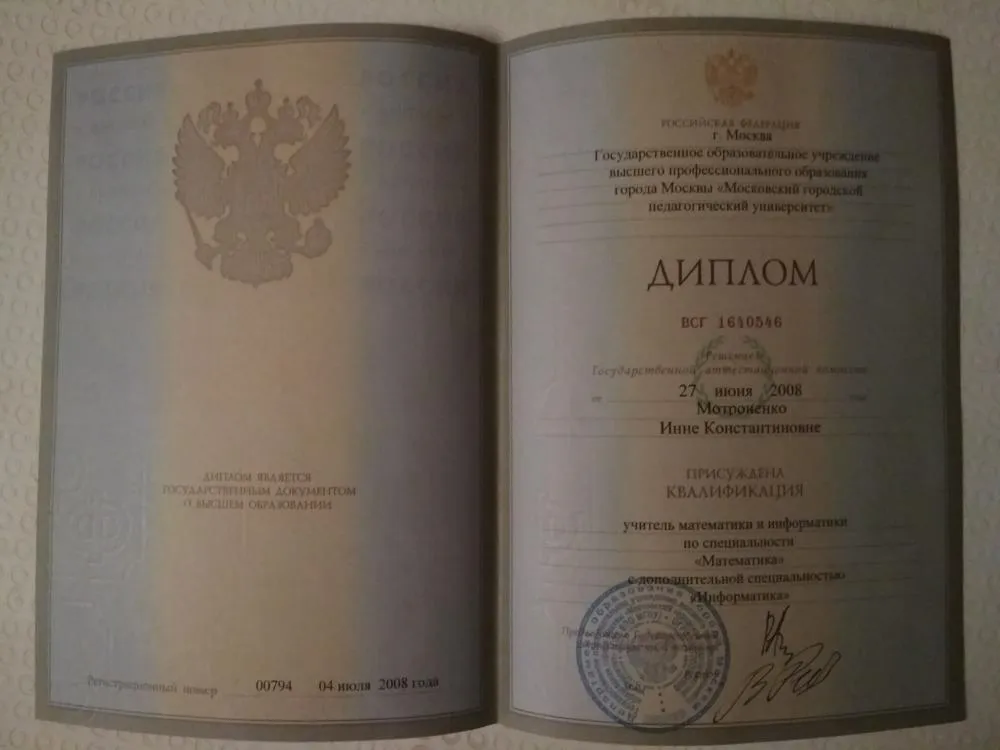 ДИПЛОМ ЯВЛЯЕТСЯ
ГОСУДАРСТВЕННЫМ ДОКУМЕНТОМ
О ВЫСШЕМ ОБРАЗОВАНИИ
Регистрационный номер 00794 04 июля 2008 года
РОССИЙСКАЯ ФЕДЕРАЦИЯ
г. Москва
Государственное образовательное учреждение
высшего профессионального образования
города Москвы «Московский городской
педагогический университет»
ДИПЛОМ
ВСГ 1640546
Решением
Государственной аттестационной комиссии
от 27 июня 2008 года
Мотроненко
Инне Константиновне
ПРИСУЖДЕНА
КВАЛИФИКАЦИЯ
учитель математики и информатики
по специальности
«Математика»
с дополнительной специальностью
«Информатика»